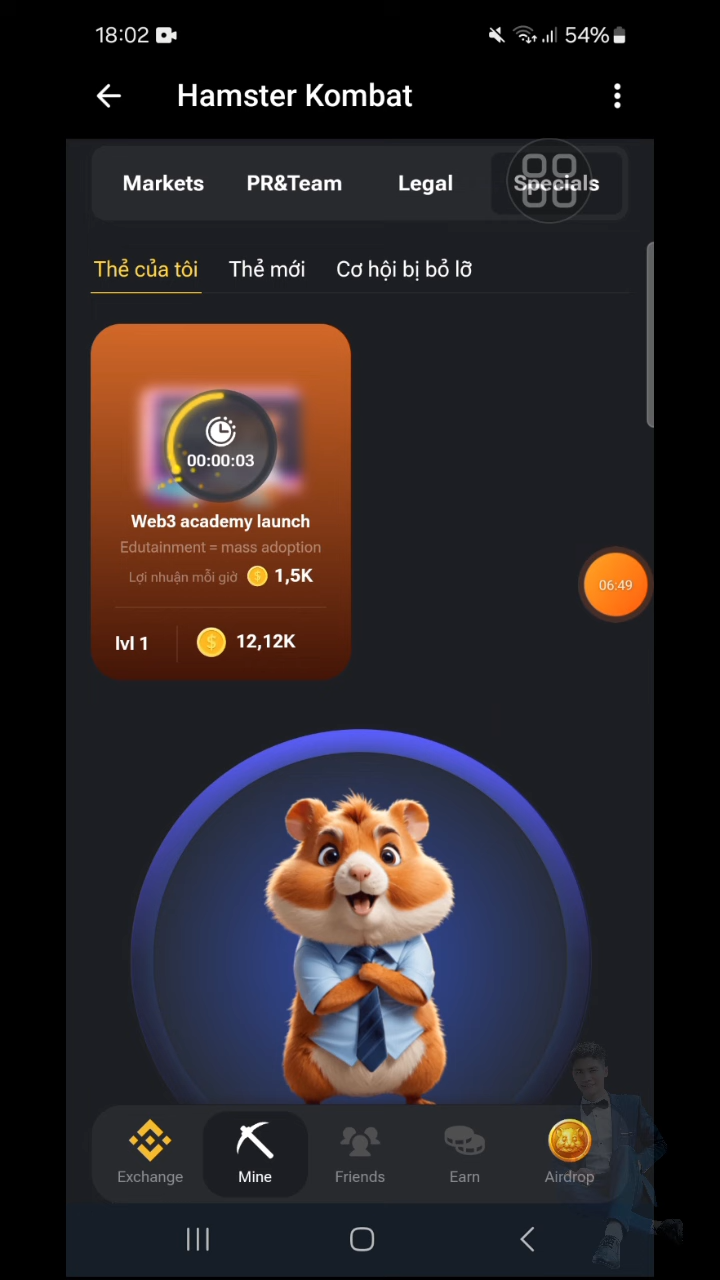 18:02 54%
Hamster Kombat
Markets PR&Team Legal Specials
Thẻ của tôi Thẻ mới Cơ hội bị bỏ lỡ
00:00:03
Web3 academy launch
Edutainment = mass adoption
Lợi nhuận mỗi giờ 1,5K
06:49
lvl 1 12,12K
Exchange Mine Friends Earn Airdrop